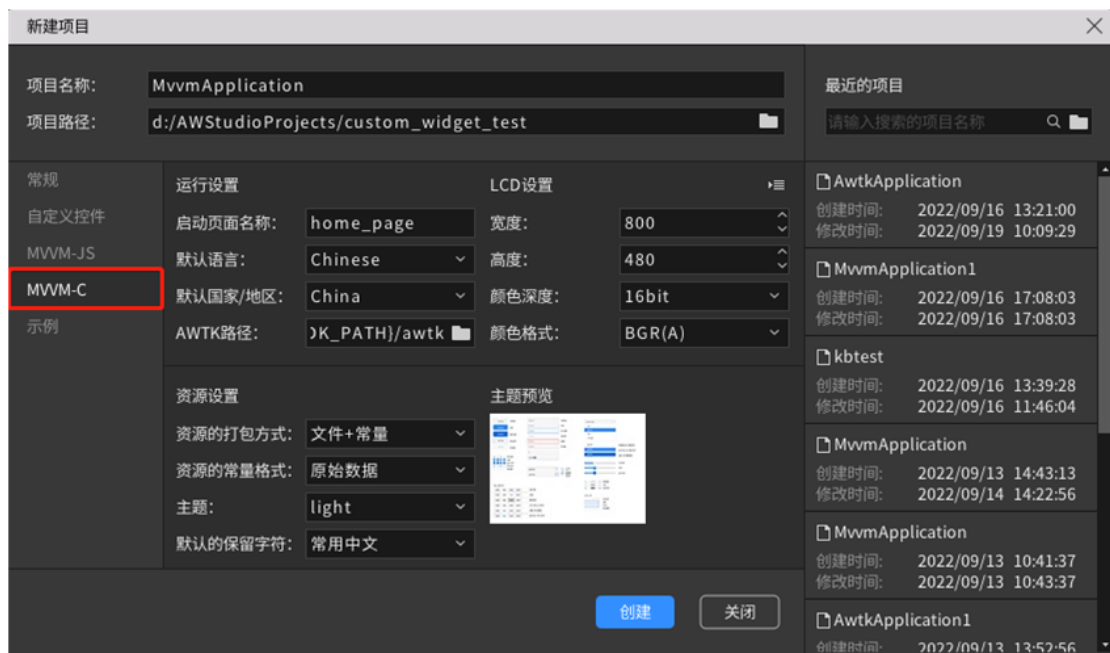 新建项目
项目名称: MvvmApplication
项目路径: d:/AWStudioProjects/custom_widget_test
常规
自定义控件
MVVM-JS
MVVM-C
示例
运行设置
启动页面名称: home_page
默认语言: Chinese
默认国家/地区: China
AWTK路径: OK_PATH}/awtk
LCD设置
宽度: 800
高度: 480
颜色深度: 16bit
颜色格式: BGR(A)
资源设置
资源的打包方式: 文件+常量
资源的常量格式: 原始数据
主题: light
默认的保留字符: 常用中文
主题预览
创建
关闭
最近的项目
请输入搜索的项目名称
AwtkApplication
创建时间: 2022/09/16 13:21:00
修改时间: 2022/09/19 10:09:29
MvvmApplication1
创建时间: 2022/09/16 17:08:03
修改时间: 2022/09/16 17:08:03
kbtest
创建时间: 2022/09/16 13:39:28
修改时间: 2022/09/16 11:46:04
MvvmApplication
创建时间: 2022/09/13 14:43:13
修改时间: 2022/09/14 14:22:56
MvvmApplication
创建时间: 2022/09/13 10:41:37
修改时间: 2022/09/13 10:43:37
AwtkApplication1
创建时间: 2022/09/13 13:52:56